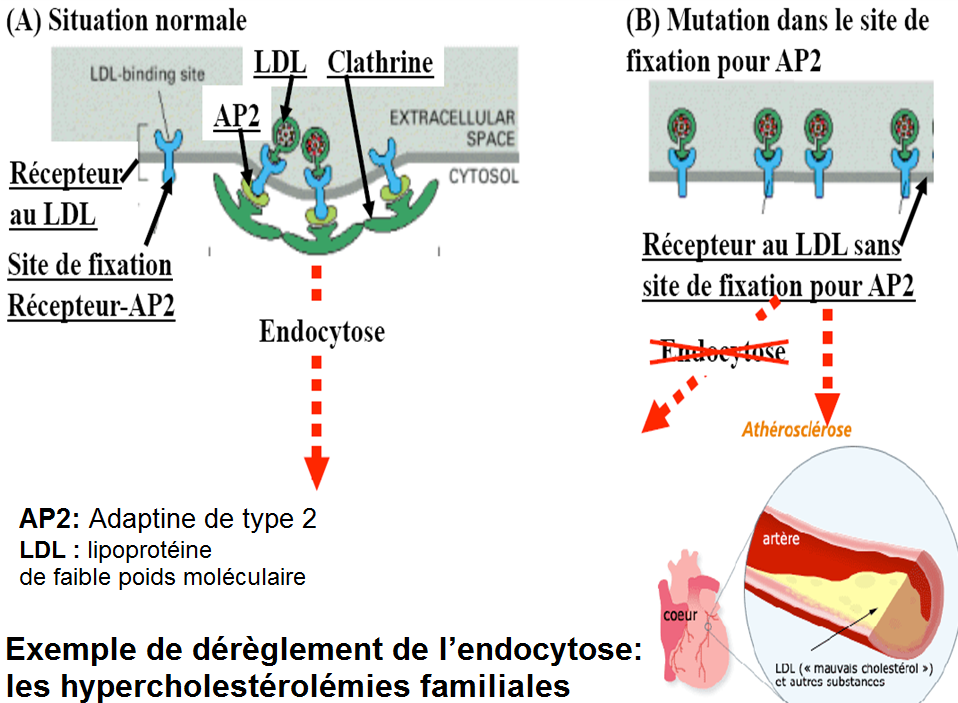 (A) Situation normale
LDL-binding site
LDL
Clathrine
AP2
EXTRACELLULAR
SPACE
CYTOSOL
Récepteur
au LDL
Site de fixation
Récepteur-AP2
Endocytose
(B) Mutation dans le site de
fixation pour AP2
Récepteur au LDL sans
site de fixation pour AP2
Endocytose
Athérosclérose
artère
coeur
LDL (« mauvais cholestérol »)
et autres substances
AP2: Adaptine de type 2
LDL : lipoprotéine
de faible poids moléculaire
Exemple de dérèglement de l’endocytose:
les hypercholestérolémies familiales